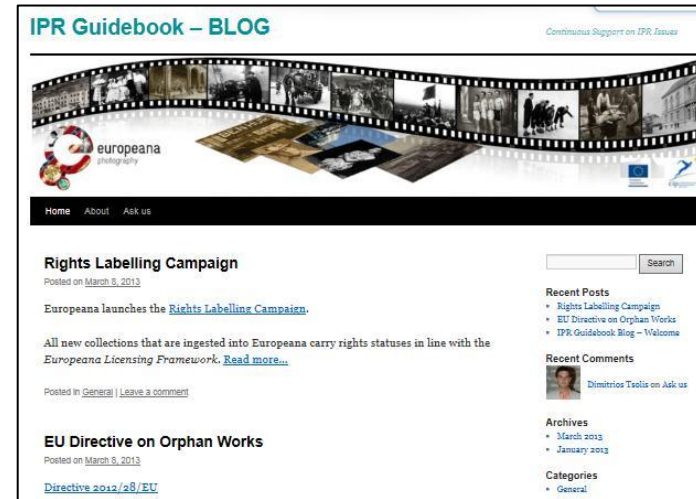 IPR Guidebook – BLOG
Continuous Support on IPR Issues
europeana
photography
Home About Ask us
Rights Labelling Campaign
Posted on March 8, 2013
Europeana launches the Rights Labelling Campaign.
All new collections that are ingested into Europeana carry rights statuses in line with the
Europeana Licensing Framework. Read more...
Posted in General | Leave a comment
EU Directive on Orphan Works
Posted on March 8, 2013
Directive 2012/28/EU
Search
Recent Posts
Rights Labelling Campaign
EU Directive on Orphan Works
IPR Guidebook Blog – Welcome
Recent Comments
Dimitrios Tsolis on Ask us
Archives
March 2013
January 2013
Categories
General